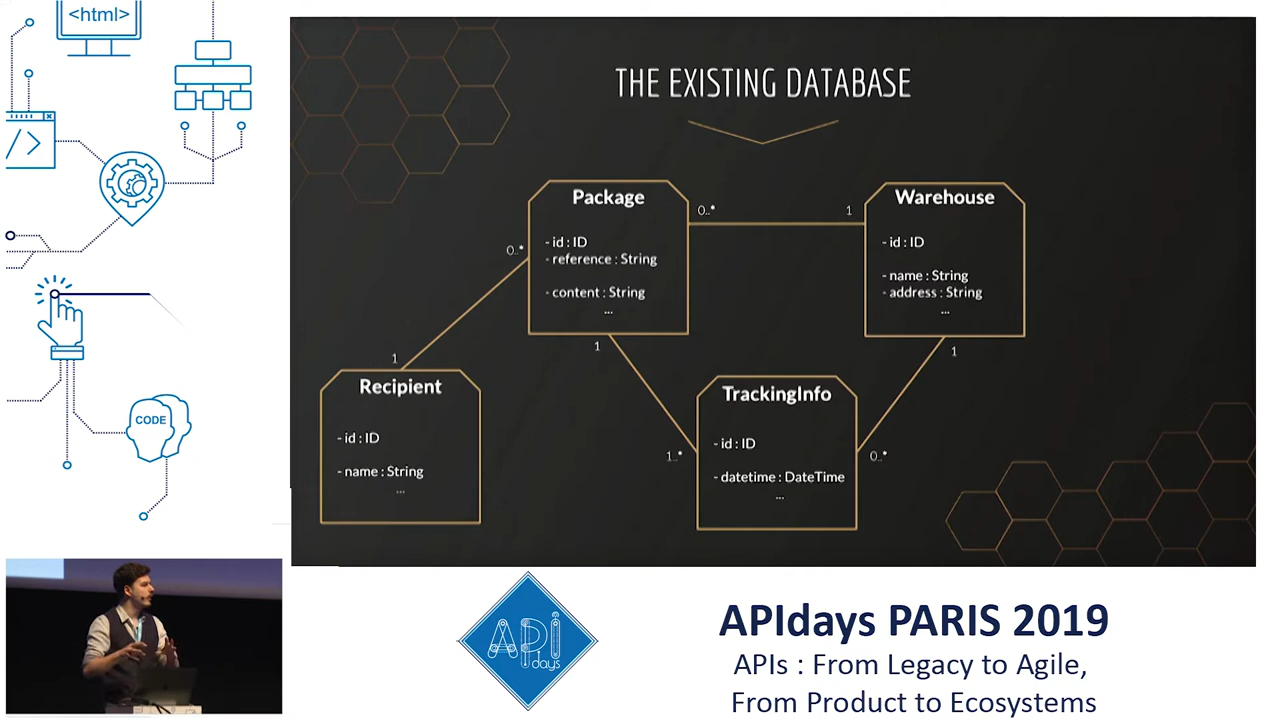 <html>
</>
CODE
THE EXISTING DATABASE
Package
- id : ID
- reference : String
- content : String
...
Warehouse
- id : ID
- name : String
- address : String
...
0..*
1
0..*
1
1
1..*
1
0..*
Recipient
- id : ID
- name : String
...
TrackingInfo
- id : ID
- datetime : DateTime
...
API
days
APIdays PARIS 2019
APIs : From Legacy to Agile,
From Product to Ecosystems